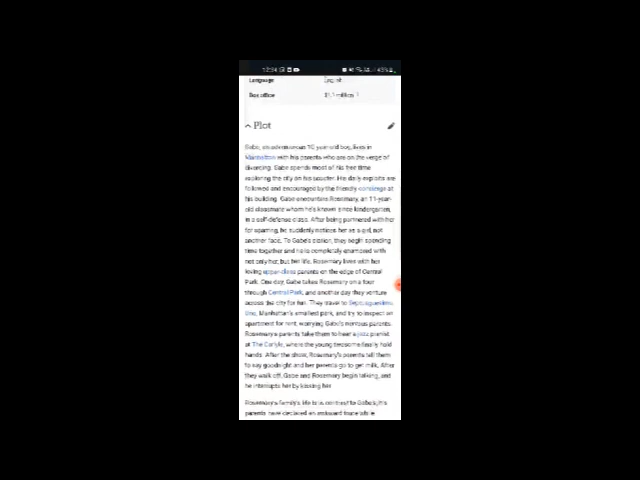 Language English
Box office
Plot
Gabe, an adventurous 10 year old boy, lives in
Manhattan with his parents who are on the verge of
divorcing. Gabe spends most of his free time
exploring the city on his scooter. His daily exploits are
followed and encouraged by the friendly concierge at
his building. Gabe encounters Rosemary, an 11-year-
old classmate whom he's known since kindergarten,
in a self-defense class. After being partnered with her
for sparring, he suddenly notices her as a girl, not
another face. To Gabe's elation, they begin spending
time together and he is completely enamored with
not only her, but her life. Rosemary lives with her
loving upper-class parents on the edge of Central
Park. One day, Gabe takes Rosemary on a tour
through Central Park, and another day they venture
across the city for fun. They travel to
Manhattan's smallest park, and try to inspect an
apartment for rent, worrying Gabe's nervous parents.
Rosemary's parents take them to hear a jazz pianist
at The Carlyle, where the young twosome finally hold
hands. After the show, Rosemary's parents tell them
to say goodnight and her parents go to get milk. After
they walk off, Gabe and Rosemary begin talking, and
he interrupts her by kissing her.
Rosemary's family's life is in contrast to Gabe's; his
parents have declared an awkward truce while